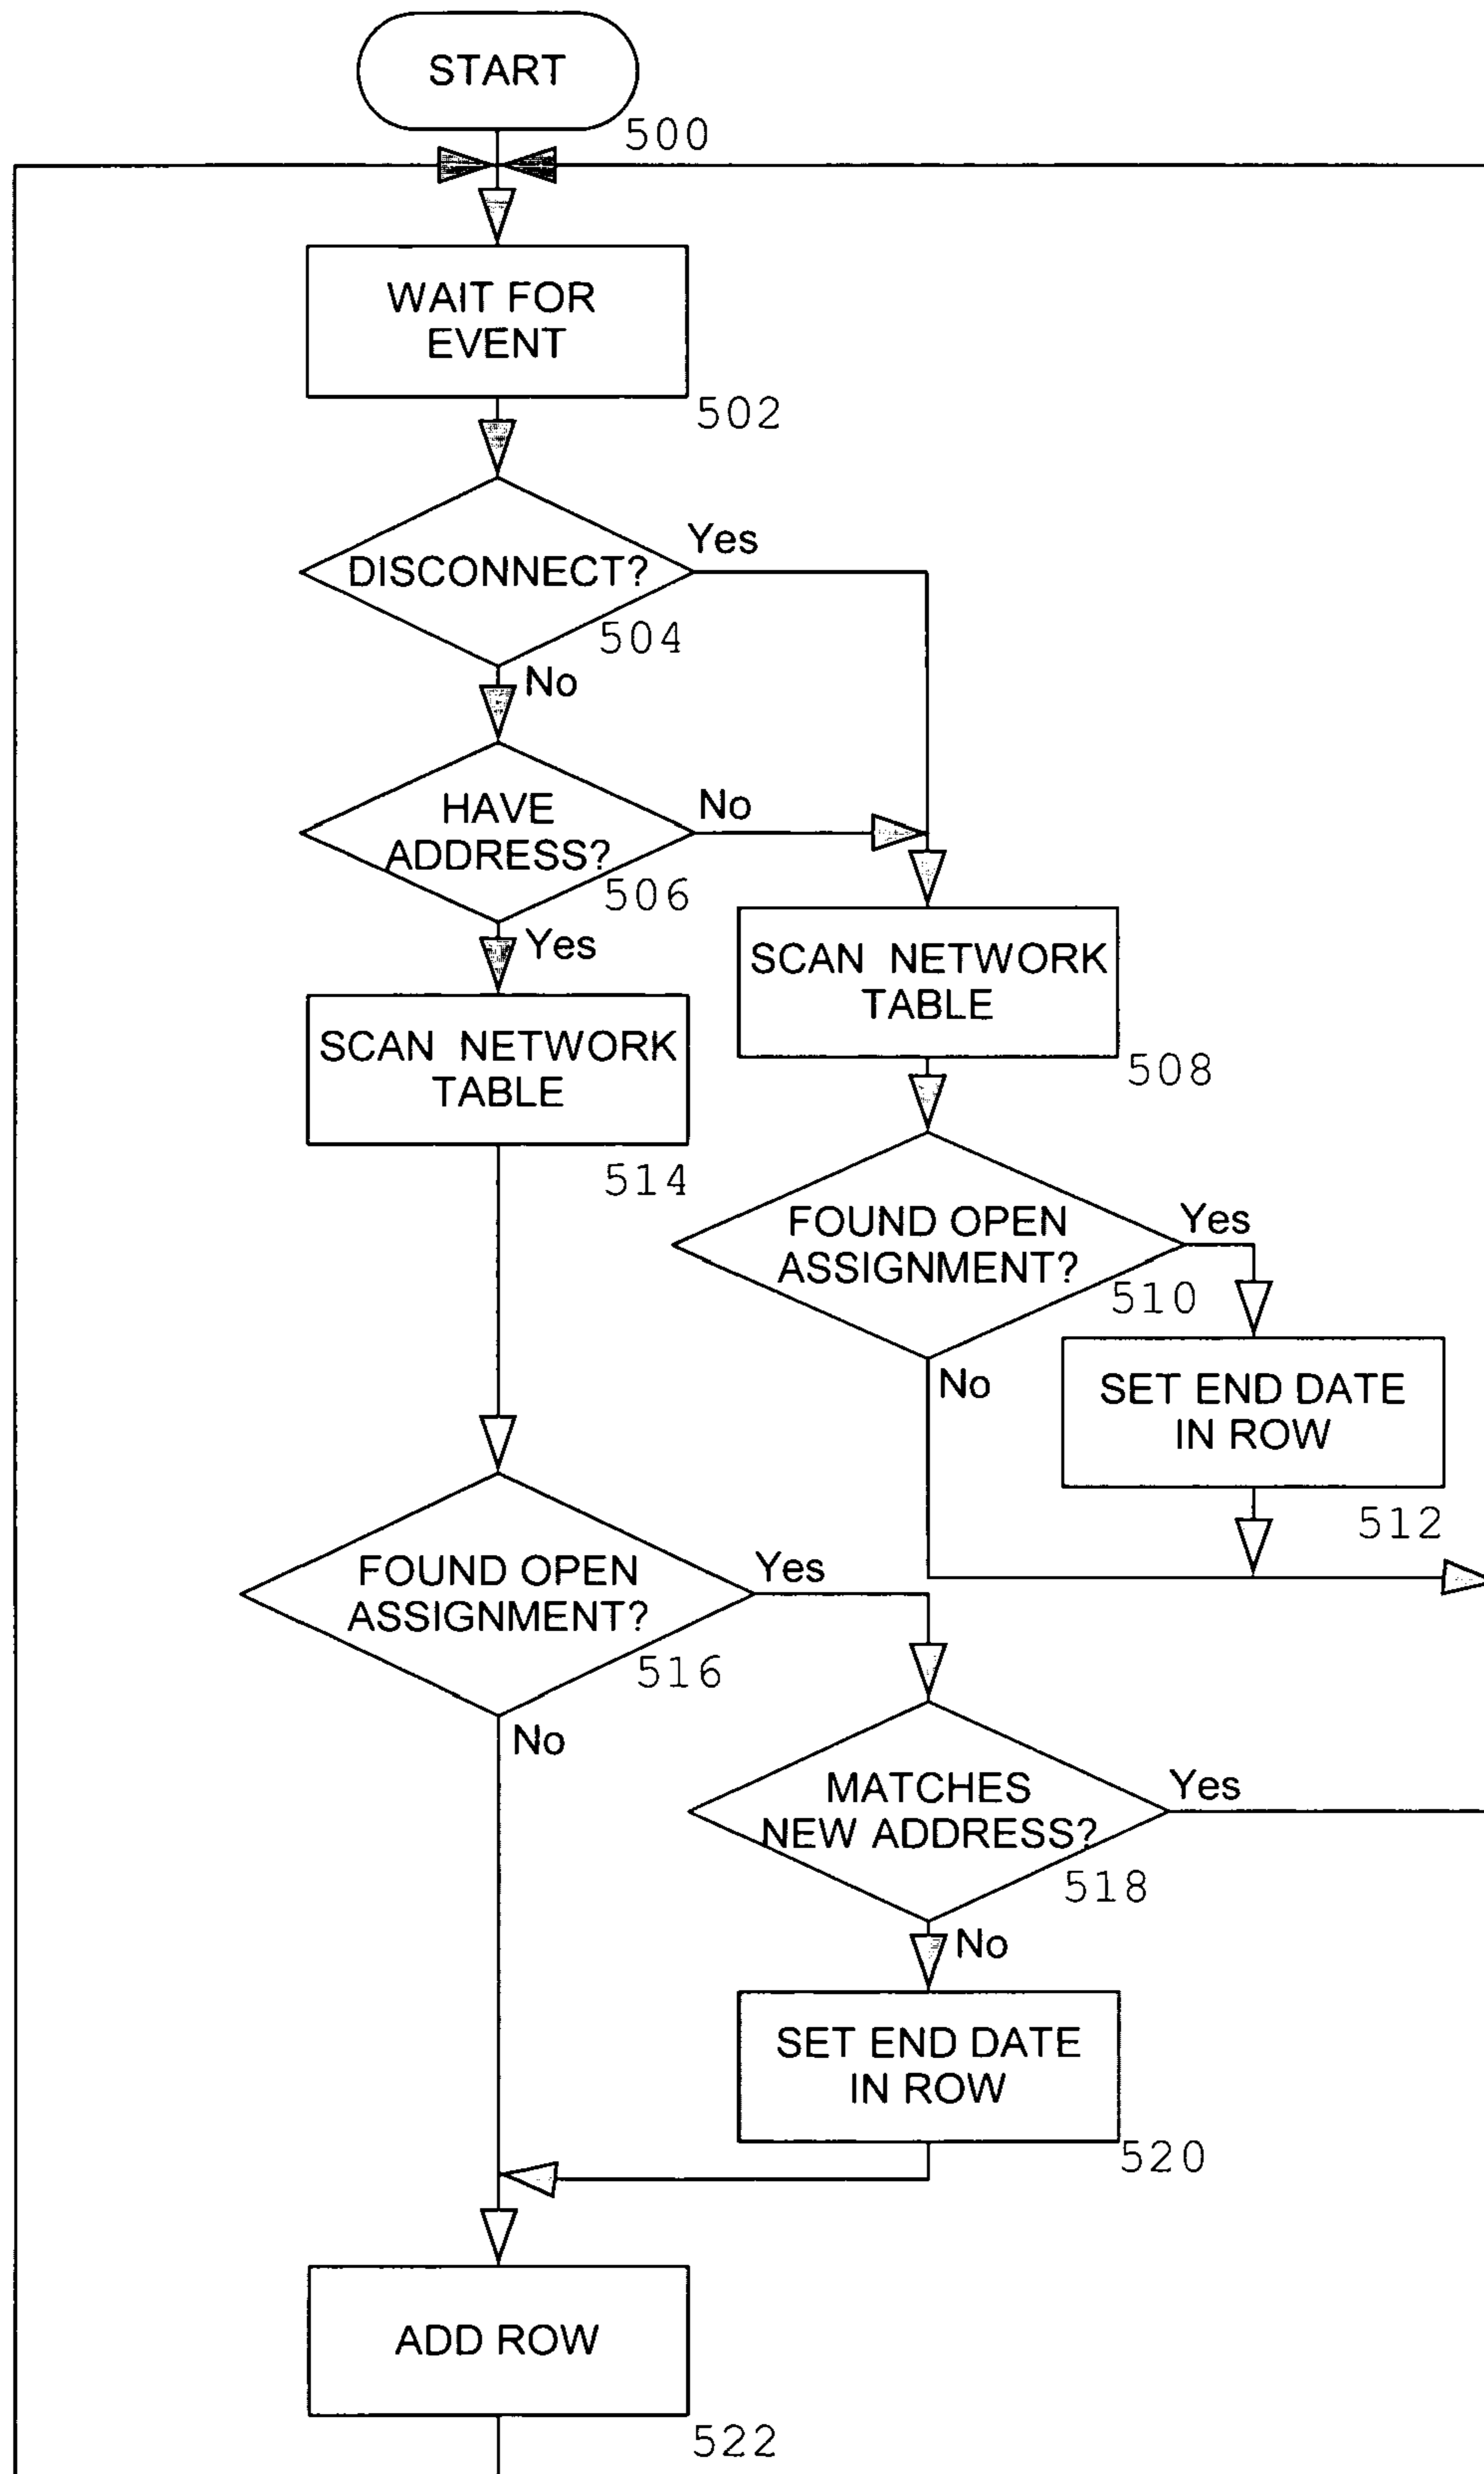 START
500
WAIT FOR
EVENT
502
DISCONNECT?
Yes
504
No
HAVE
ADDRESS?
No
506
Yes
SCAN NETWORK
TABLE
508
SCAN NETWORK
TABLE
514
FOUND OPEN
ASSIGNMENT?
Yes
510
No
SET END DATE
IN ROW
512
FOUND OPEN
ASSIGNMENT?
Yes
516
No
MATCHES
NEW ADDRESS?
Yes
518
No
SET END DATE
IN ROW
520
ADD ROW
522